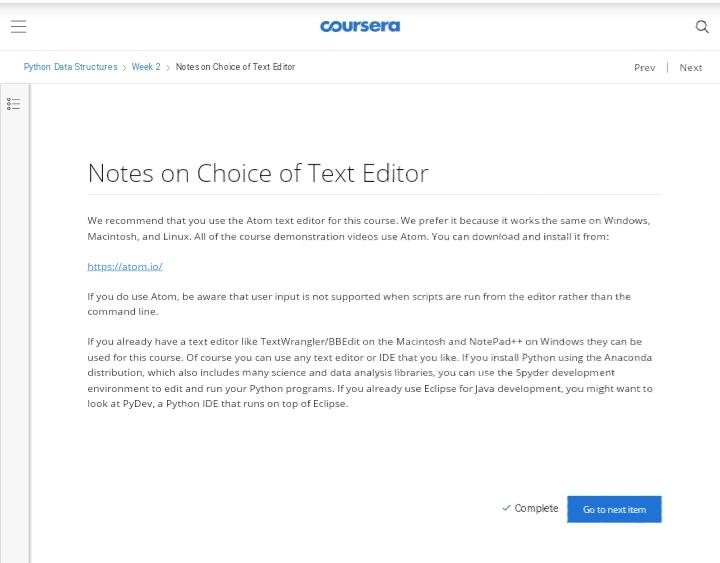 coursera
Python Data Structures > Week 2 > Notes on Choice of Text Editor
Prev | Next
Notes on Choice of Text Editor
We recommend that you use the Atom text editor for this course. We prefer it because it works the same on Windows,
Macintosh, and Linux. All of the course demonstration videos use Atom. You can download and install it from:
https://atom.io/
If you do use Atom, be aware that user input is not supported when scripts are run from the editor rather than the
command line.
If you already have a text editor like TextWrangler/BBEdit on the Macintosh and NotePad++ on Windows they can be
used for this course. Of course you can use any text editor or IDE that you like. If you install Python using the Anaconda
distribution, which also includes many science and data analysis libraries, you can use the Spyder development
environment to edit and run your Python programs. If you already use Eclipse for Java development, you might want to
look at PyDev, a Python IDE that runs on top of Eclipse.
Complete
Go to next item